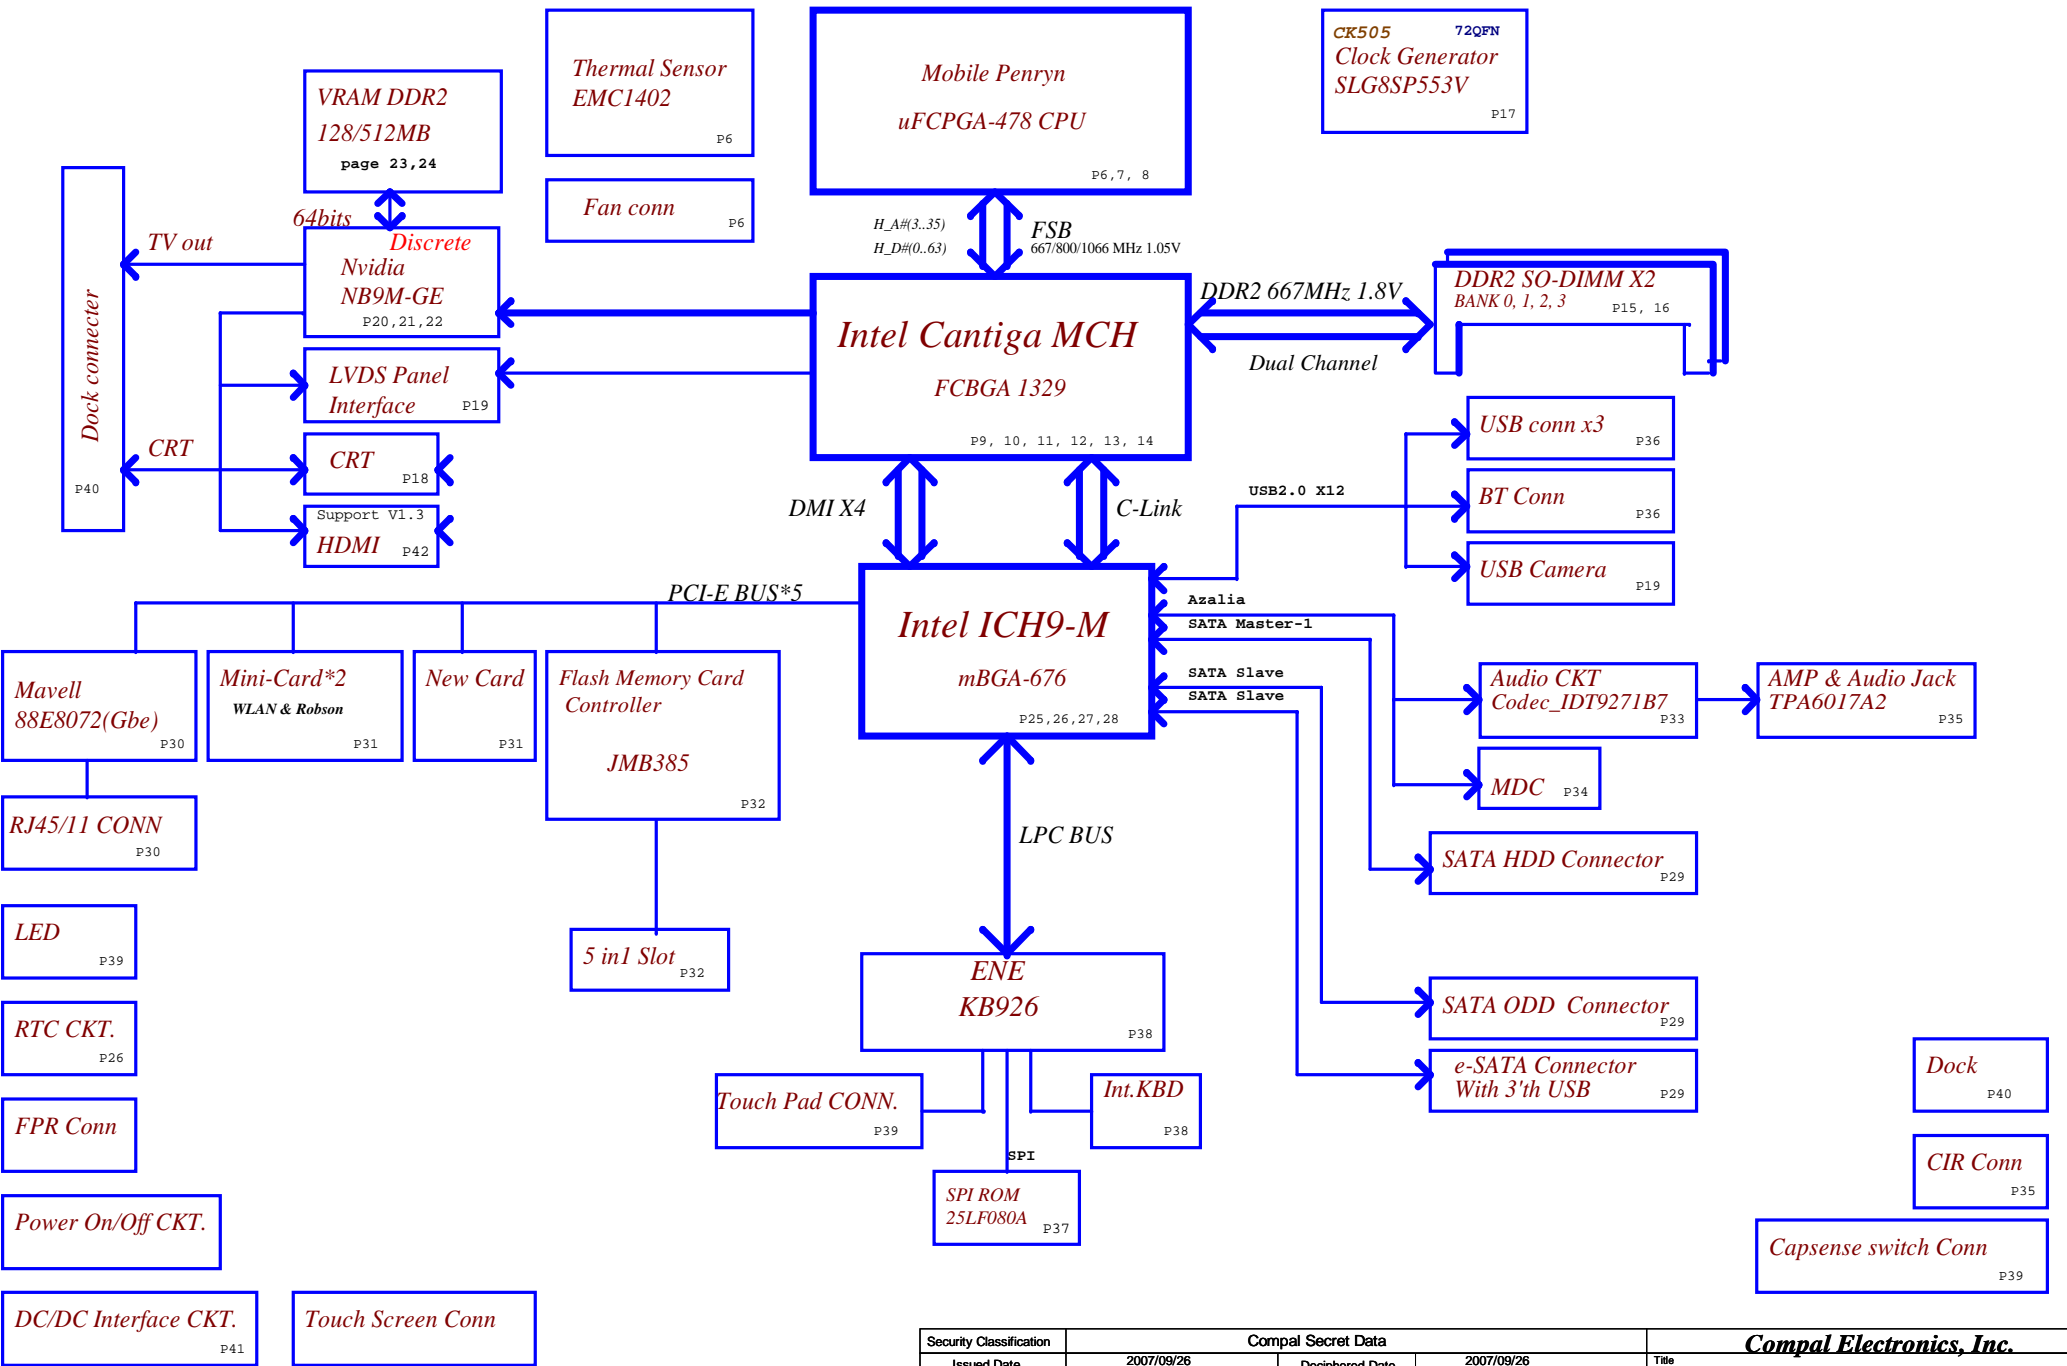 CK505 72QFN
Clock Generator
SLG8SP553V
P17
Thermal Sensor
EMC1402
P6
Mobile Penryn
uFCPGA-478 CPU
P6,7, 8
VRAM DDR2
128/512MB
page 23,24
Fan conn
P6
64bits
H_A#(3..35)
H_D#(0..63)
FSB
667/800/1066 MHz 1.05V
TV out
Discrete
Nvidia
NB9M-GE
P20,21,22
Dock connecter
P40
Intel Cantiga MCH
FCBGA 1329
P9, 10, 11, 12, 13, 14
DDR2 667MHz 1.8V
Dual Channel
DDR2 SO-DIMM X2
BANK 0, 1, 2, 3
P15, 16
LVDS Panel
Interface
P19
CRT
CRT
P18
Support V1.3
HDMI
P42
DMI X4
C-Link
USB2.0 X12
USB conn x3
P36
BT Conn
P36
USB Camera
P19
PCI-E BUS*5
Intel ICH9-M
mBGA-676
P25,26,27,28
Azalia
SATA Master-1
SATA Slave
SATA Slave
Mavell
88E8072(Gbe)
P30
Mini-Card*2
WLAN & Robson
P31
New Card
P31
Flash Memory Card
Controller
JMB385
P32
Audio CKT
Codec_IDT9271B7
P33
AMP & Audio Jack
TPA6017A2
P35
MDC P34
RJ45/11 CONN
P30
LPC BUS
SATA HDD Connector
P29
LED
P39
5 in1 Slot
P32
ENE
KB926
P38
SATA ODD Connector
P29
RTC CKT.
P26
e-SATA Connector
With 3'th USB
P29
Dock
P40
Touch Pad CONN.
P39
Int.KBD
P38
FPR Conn
SPI
SPI ROM
25LF080A
P37
CIR Conn
P35
Power On/Off CKT.
Capsense switch Conn
P39
DC/DC Interface CKT.
P41
Touch Screen Conn
Security Classification
Compal Secret Data
Compal Electronics, Inc.
Issued Date
2007/09/26
Deciphered Date
2007/09/26
Title